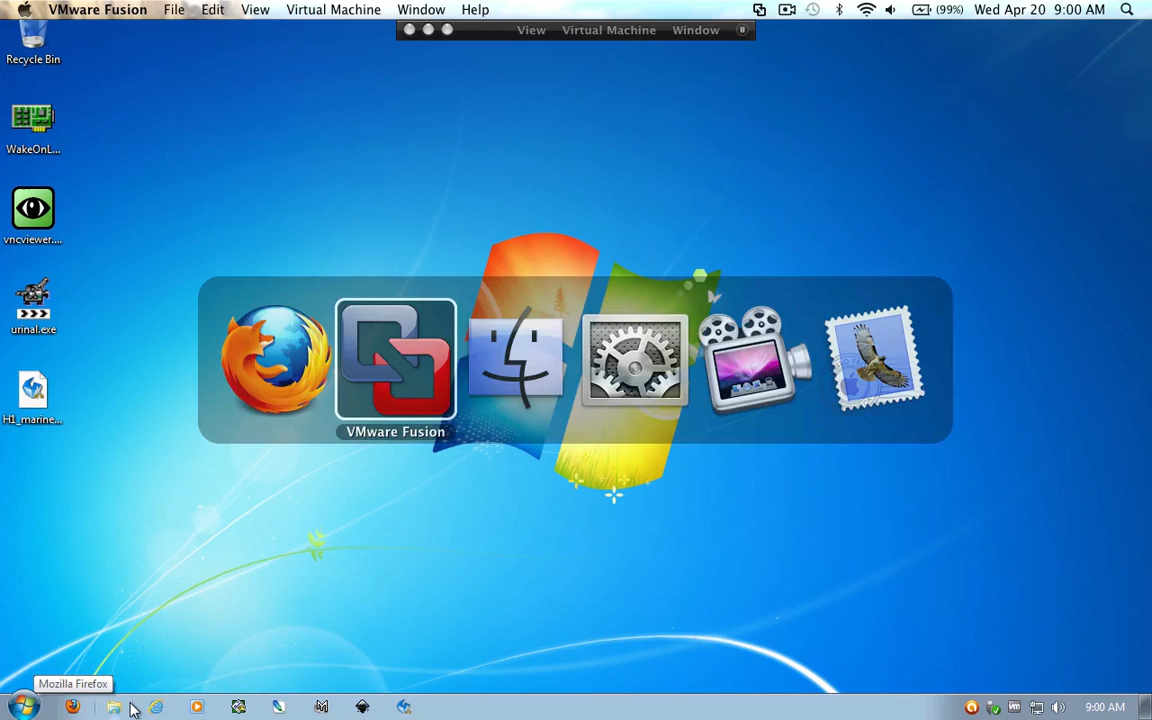 VMware Fusion File Edit View Virtual Machine Window Help (99%) Wed Apr 20 9:00 AM
View Virtual Machine Window
Recycle Bin
WakeOnL...
vncviewer....
urinal.exe
H1_marine...
VMware Fusion
Mozilla Firefox
9:00 AM